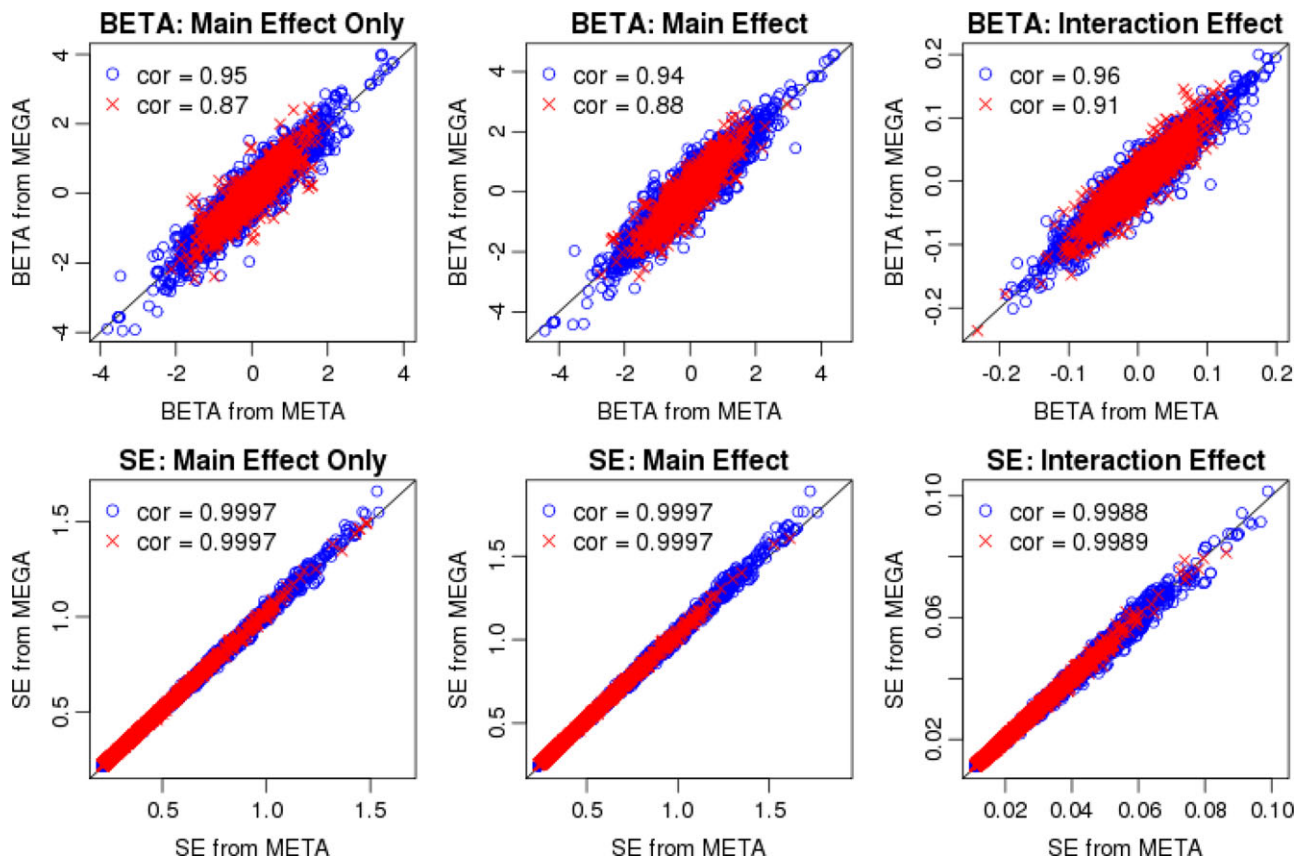 BETA: Main Effect Only
BETA from MEGA
4
2
0
-2
-4
cor = 0.95
cor = 0.87
-4 -2 0 2 4
BETA from META
BETA: Main Effect
BETA from MEGA
4
2
0
-2
-4
cor = 0.94
cor = 0.88
-4 -2 0 2 4
BETA from META
BETA: Interaction Effect
BETA from MEGA
0.2
0.1
0.0
-0.1
-0.2
cor = 0.96
cor = 0.91
-0.2 -0.1 0.0 0.1 0.2
BETA from META
SE: Main Effect Only
SE from MEGA
1.5
1.0
0.5
cor = 0.9997
cor = 0.9997
0.5 1.0 1.5
SE from META
SE: Main Effect
SE from MEGA
1.5
1.0
0.5
cor = 0.9997
cor = 0.9997
0.5 1.0 1.5
SE from META
SE: Interaction Effect
SE from MEGA
0.10
0.06
0.02
cor = 0.9988
cor = 0.9989
0.02 0.04 0.06 0.08 0.10
SE from META